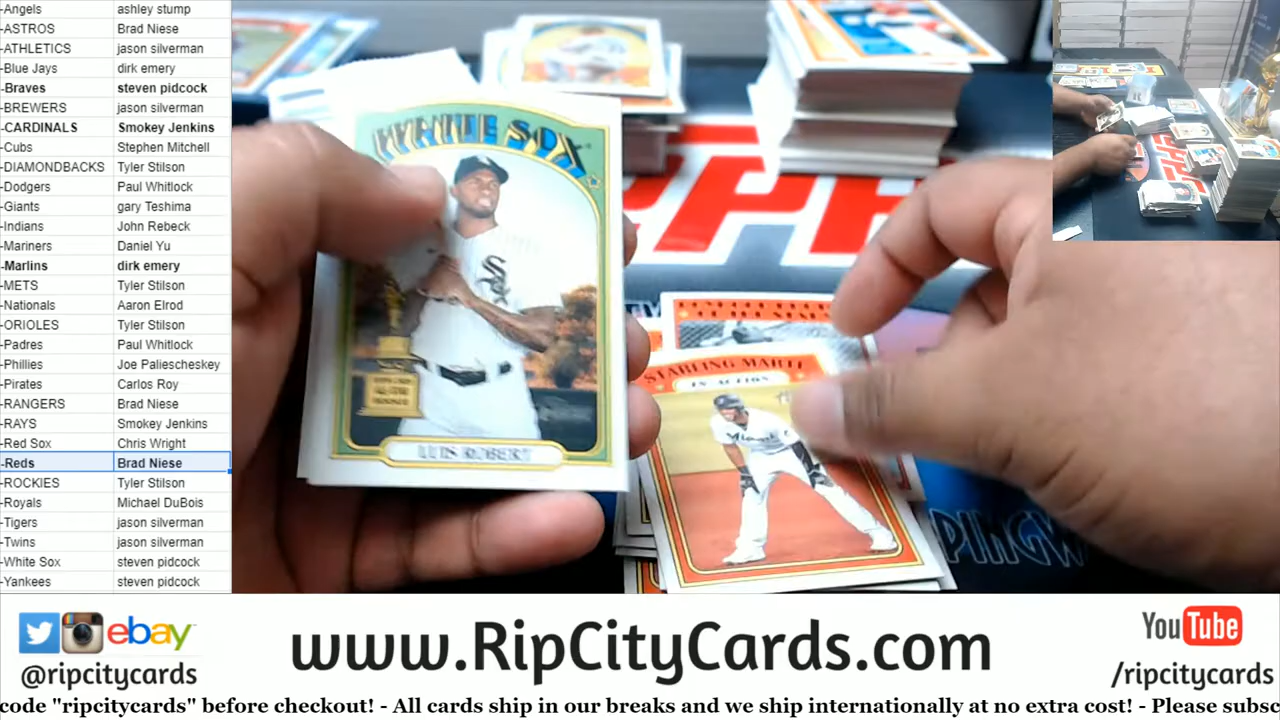 -Angels ashley stump
-ASTROS Brad Niese
-ATHLETICS jason silverman
-Blue Jays dirk emery
-Braves steven pidcock
-BREWERS jason silverman
-CARDINALS Smokey Jenkins
-Cubs Stephen Mitchell
-DIAMONDBACKS Tyler Stilson
-Dodgers Paul Whitlock
-Giants gary Teshima
-Indians John Rebeck
-Mariners Daniel Yu
-Marlins dirk emery
-METS Tyler Stilson
-Nationals Aaron Elrod
-ORIOLES Tyler Stilson
-Padres Paul Whitlock
-Phillies Joe Paliescheskey
-Pirates Carlos Roy
-RANGERS Brad Niese
-RAYS Smokey Jenkins
-Red Sox Chris Wright
-Reds Brad Niese
-ROCKIES Tyler Stilson
-Royals Michael DuBois
-Tigers jason silverman
-Twins jason silverman
-White Sox steven pidcock
-Yankees steven pidcock
WHITE SOX
LUIS ROBERT
STARLING MARTE
IN ACTION
Miami
PINGW
ebay
@ripcitycards
www.RipCityCards.com
YouTube
/ripcitycards
code "ripcitycards" before checkout! - All cards ship in our breaks and we ship internationally at no extra cost! - Please subsc